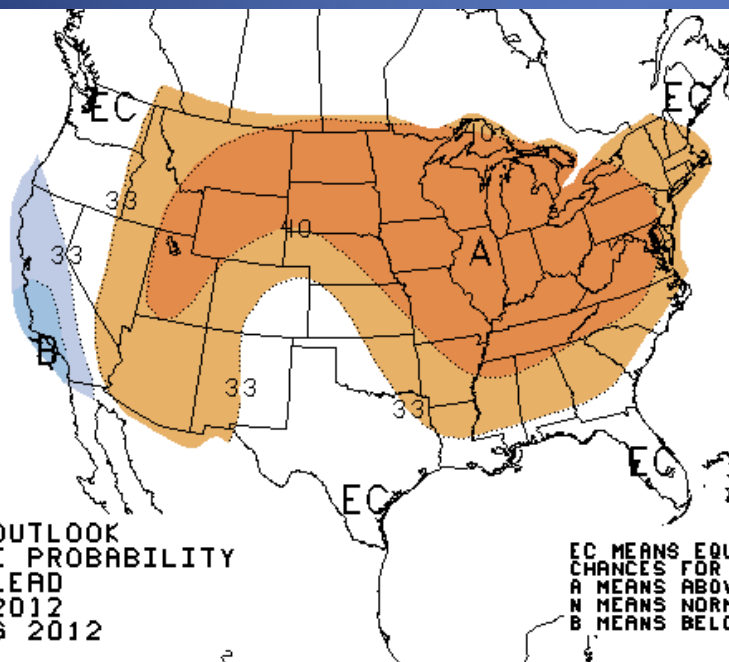 EC
EC
40
33
40
33
A
B
33
33
EC
EC
OUTLOOK
E PROBABILITY
LEAD
2012
2012
EC MEANS EQU
CHANCES FOR
A MEANS ABOV
N MEANS NORM
B MEANS BELO